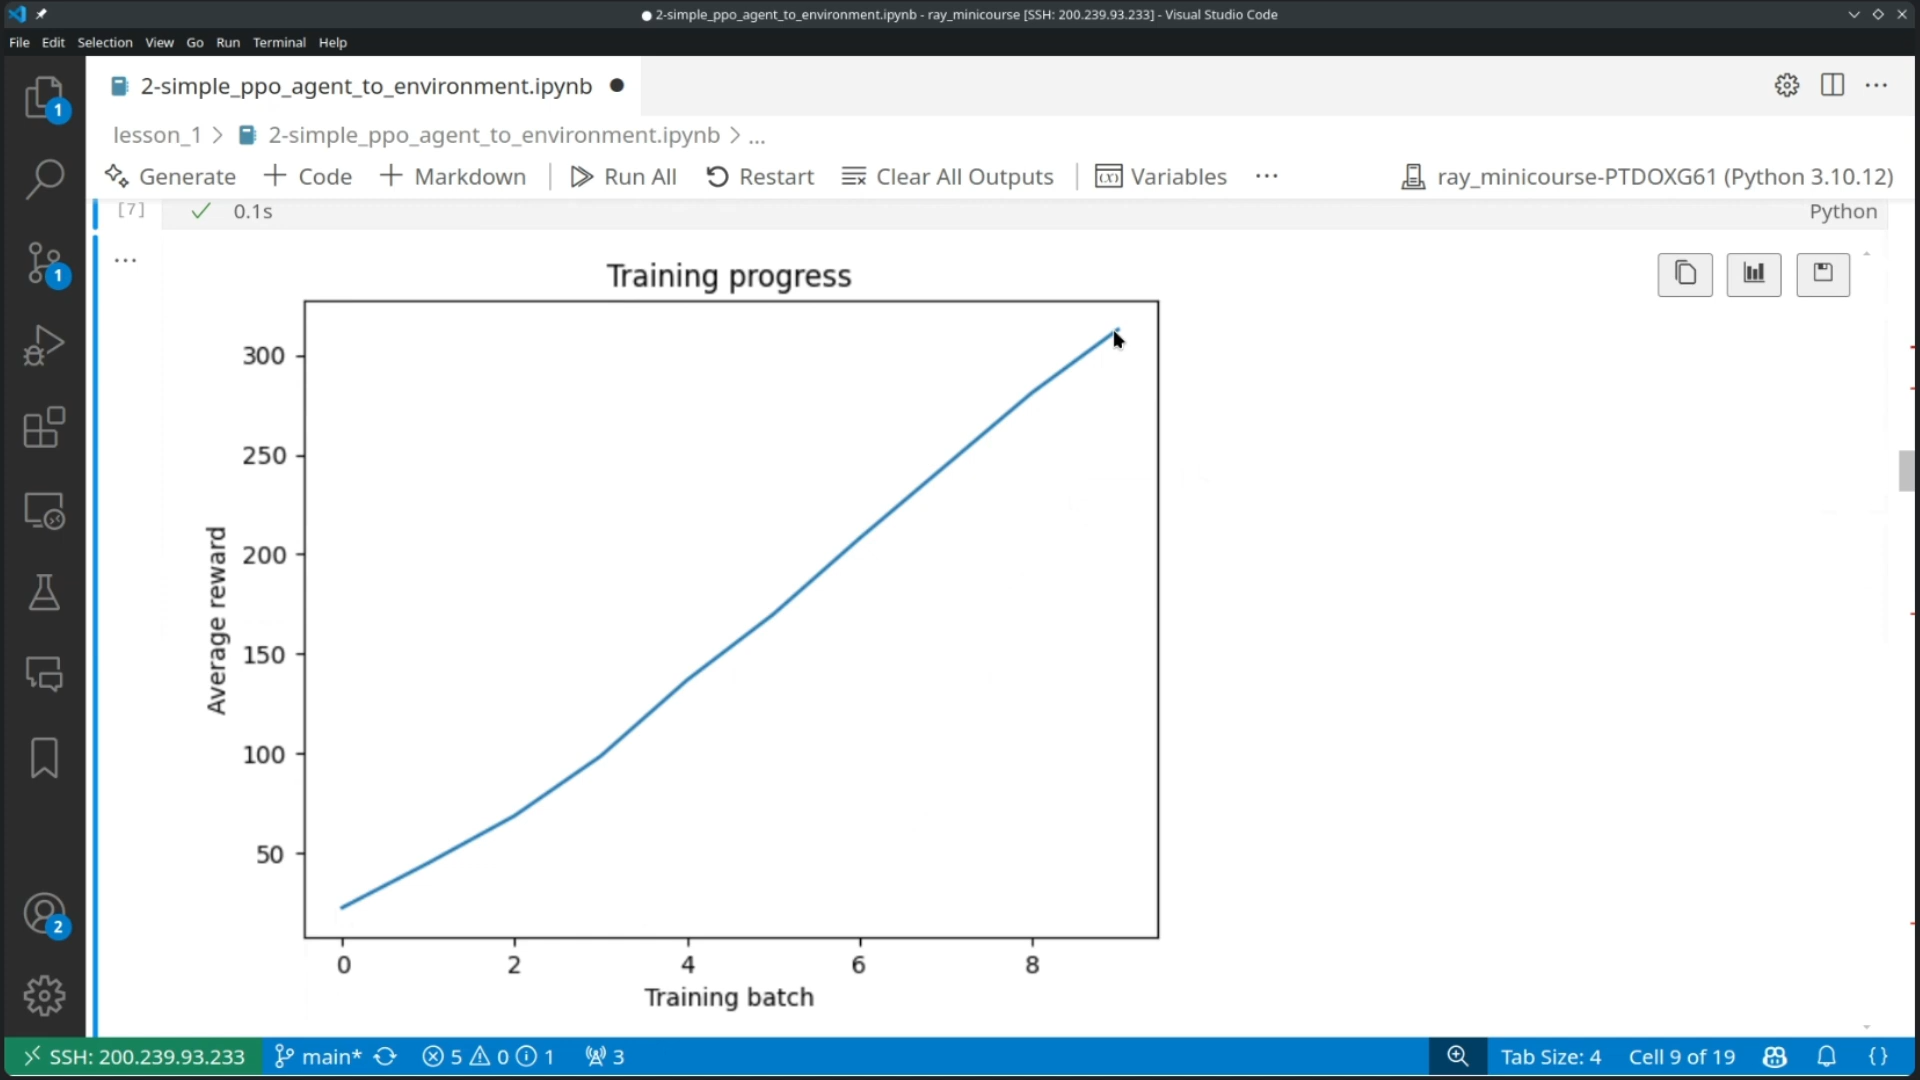 2-simple_ppo_agent_to_environment.ipynb - ray_minicourse [SSH: 200.239.93.233] - Visual Studio Code
File Edit Selection View Go Run Terminal Help
2-simple_ppo_agent_to_environment.ipynb
lesson_1 > 2-simple_ppo_agent_to_environment.ipynb > ...
Generate + Code + Markdown Run All Restart Clear All Outputs Variables ... ray_minicourse-PTDOXG61 (Python 3.10.12)
[7] 0.1s Python
...
Training progress
300
250
200
150
100
50
Average reward
0 2 4 6 8
Training batch
1
1
2
SSH: 200.239.93.233 main* 5 0 1 3 Tab Size: 4 Cell 9 of 19 {}